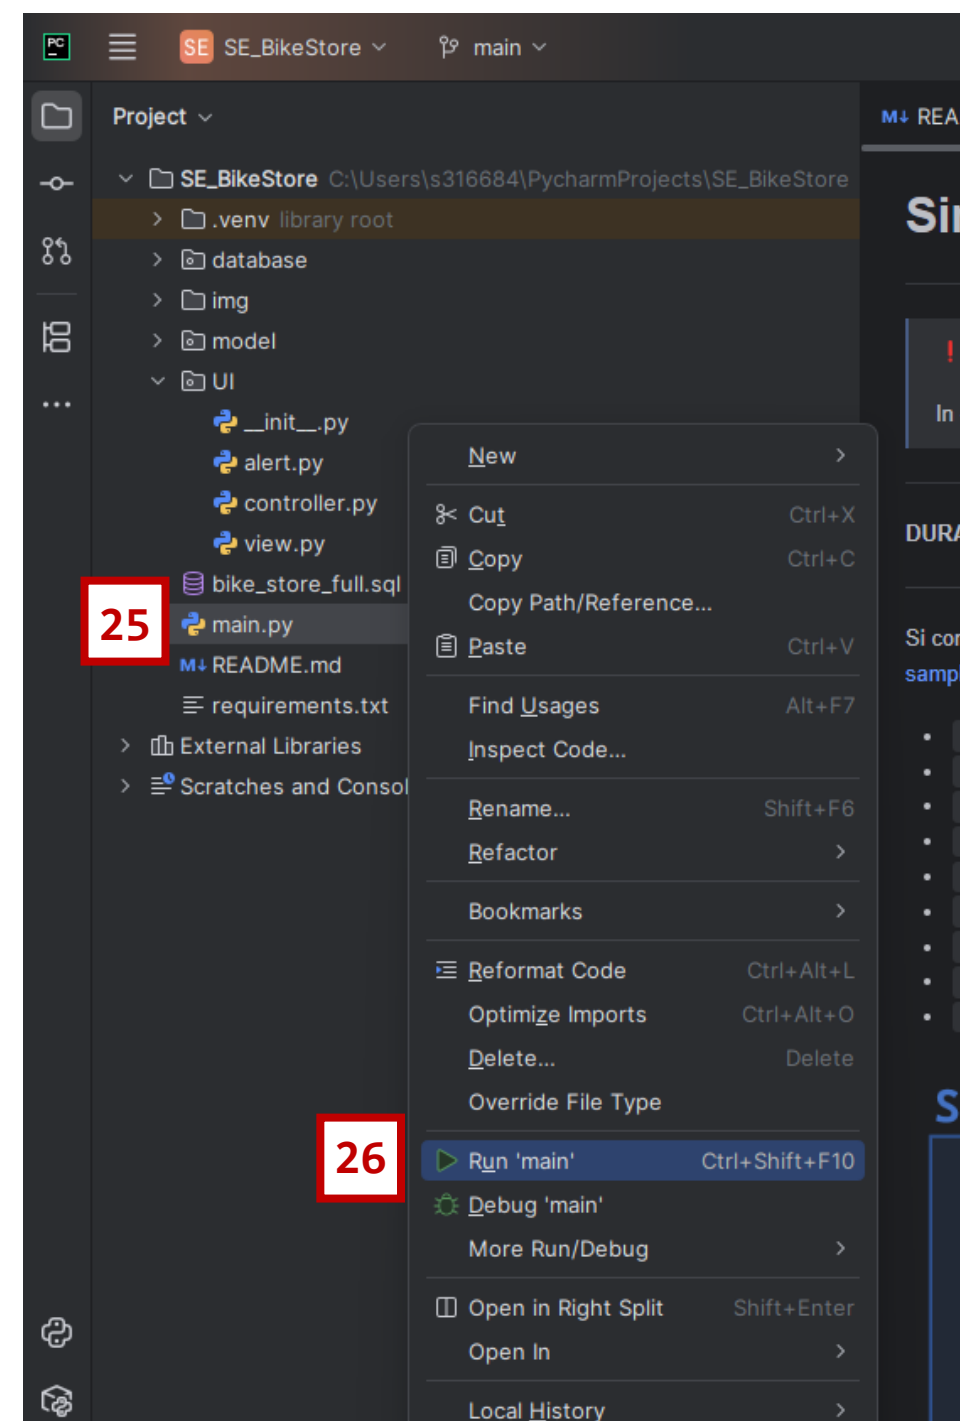 PC
SE SE_BikeStore main
Project
M↓ REA
SE_BikeStore C:\Users\s316684\PycharmProjects\SE_BikeStore
.venv library root
database
img
model
UI
__init__.py
alert.py
controller.py
view.py
bike_store_full.sql
25
main.py
M↓ README.md
requirements.txt
External Libraries
Scratches and Consol
New
Cut Ctrl+X
Copy Ctrl+C
Copy Path/Reference...
Paste Ctrl+V
Find Usages Alt+F7
Inspect Code...
Rename... Shift+F6
Refactor
Bookmarks
Reformat Code Ctrl+Alt+L
Optimize Imports Ctrl+Alt+O
Delete... Delete
Override File Type
26
Run 'main' Ctrl+Shift+F10
Debug 'main'
More Run/Debug
Open in Right Split Shift+Enter
Open In
Local History
!
In
DURA
Si con
samp
S